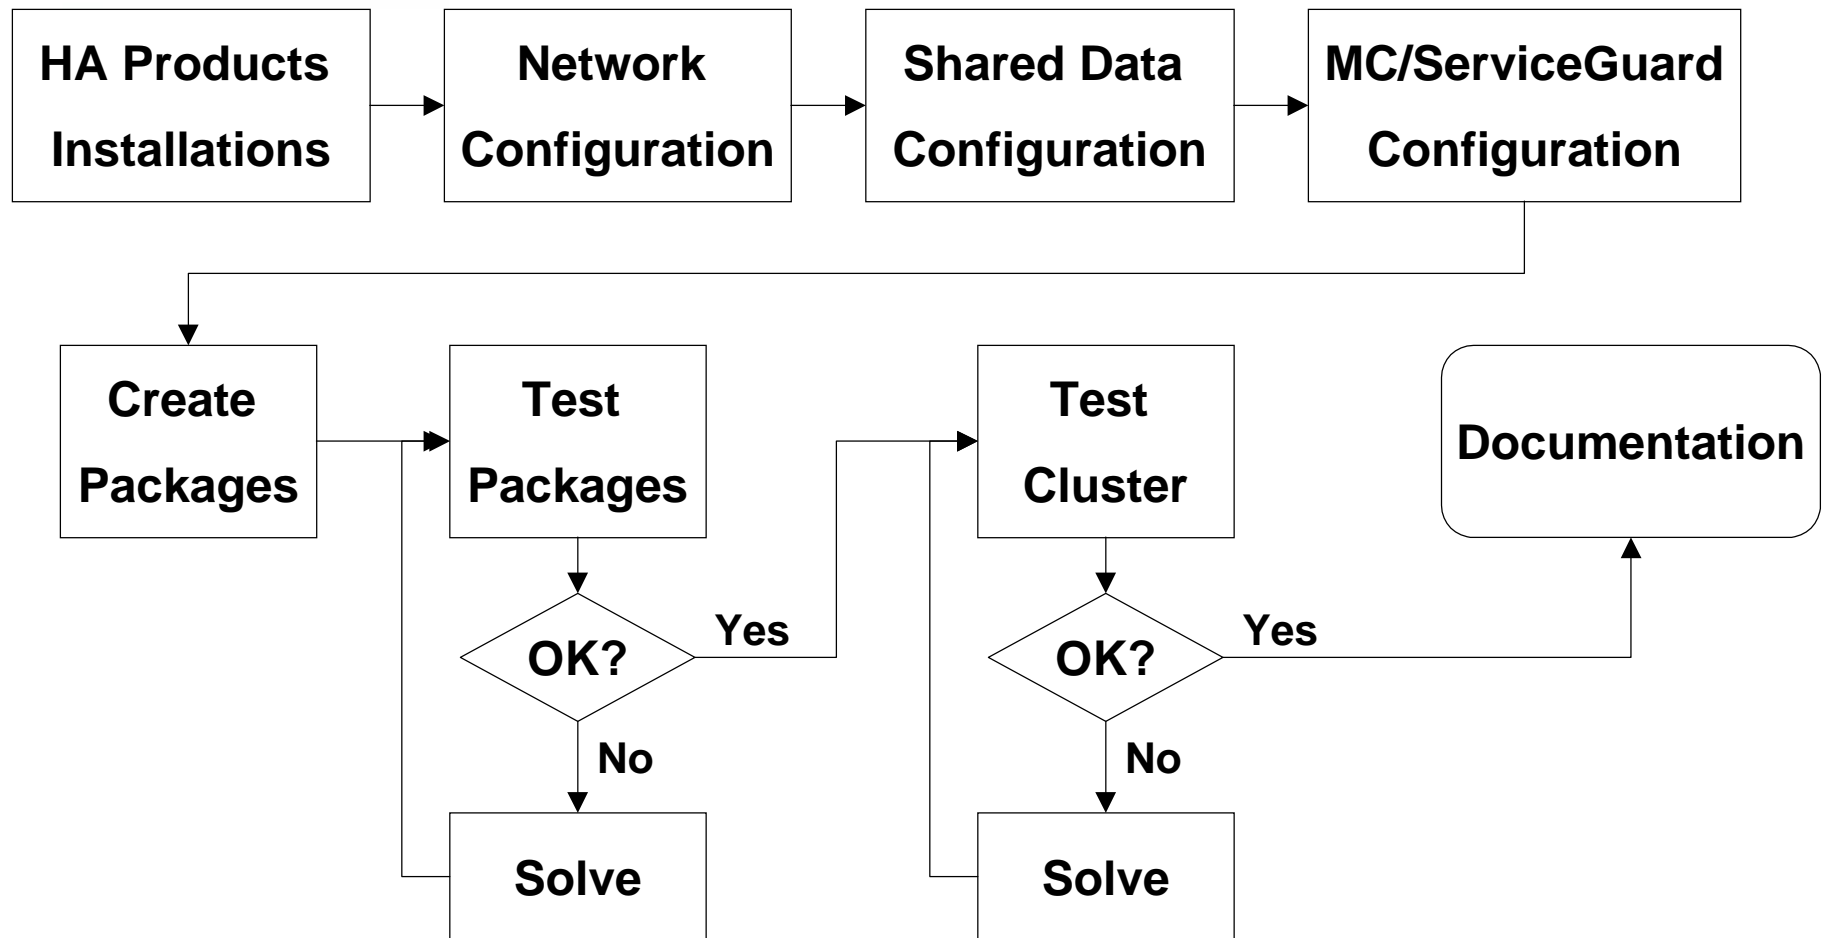 HA Products
Installations
Network
Configuration
Shared Data
Configuration
MC/ServiceGuard
Configuration
Create
Packages
Test
Packages
Test
Cluster
Documentation
OK?
Yes
OK?
Yes
No
No
Solve
Solve